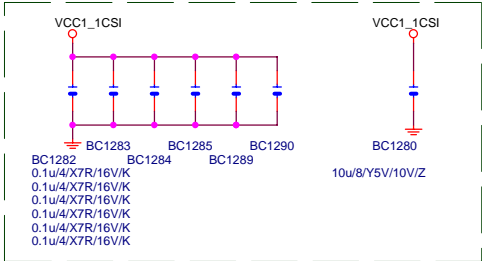 VCC1_1CSI VCC1_1CSI
BC1283 BC1285 BC1290 BC1280
BC1282 BC1284 BC1289
0.1u/4/X7R/16V/K 10u/8/Y5V/10V/Z
0.1u/4/X7R/16V/K
0.1u/4/X7R/16V/K
0.1u/4/X7R/16V/K
0.1u/4/X7R/16V/K
0.1u/4/X7R/16V/K